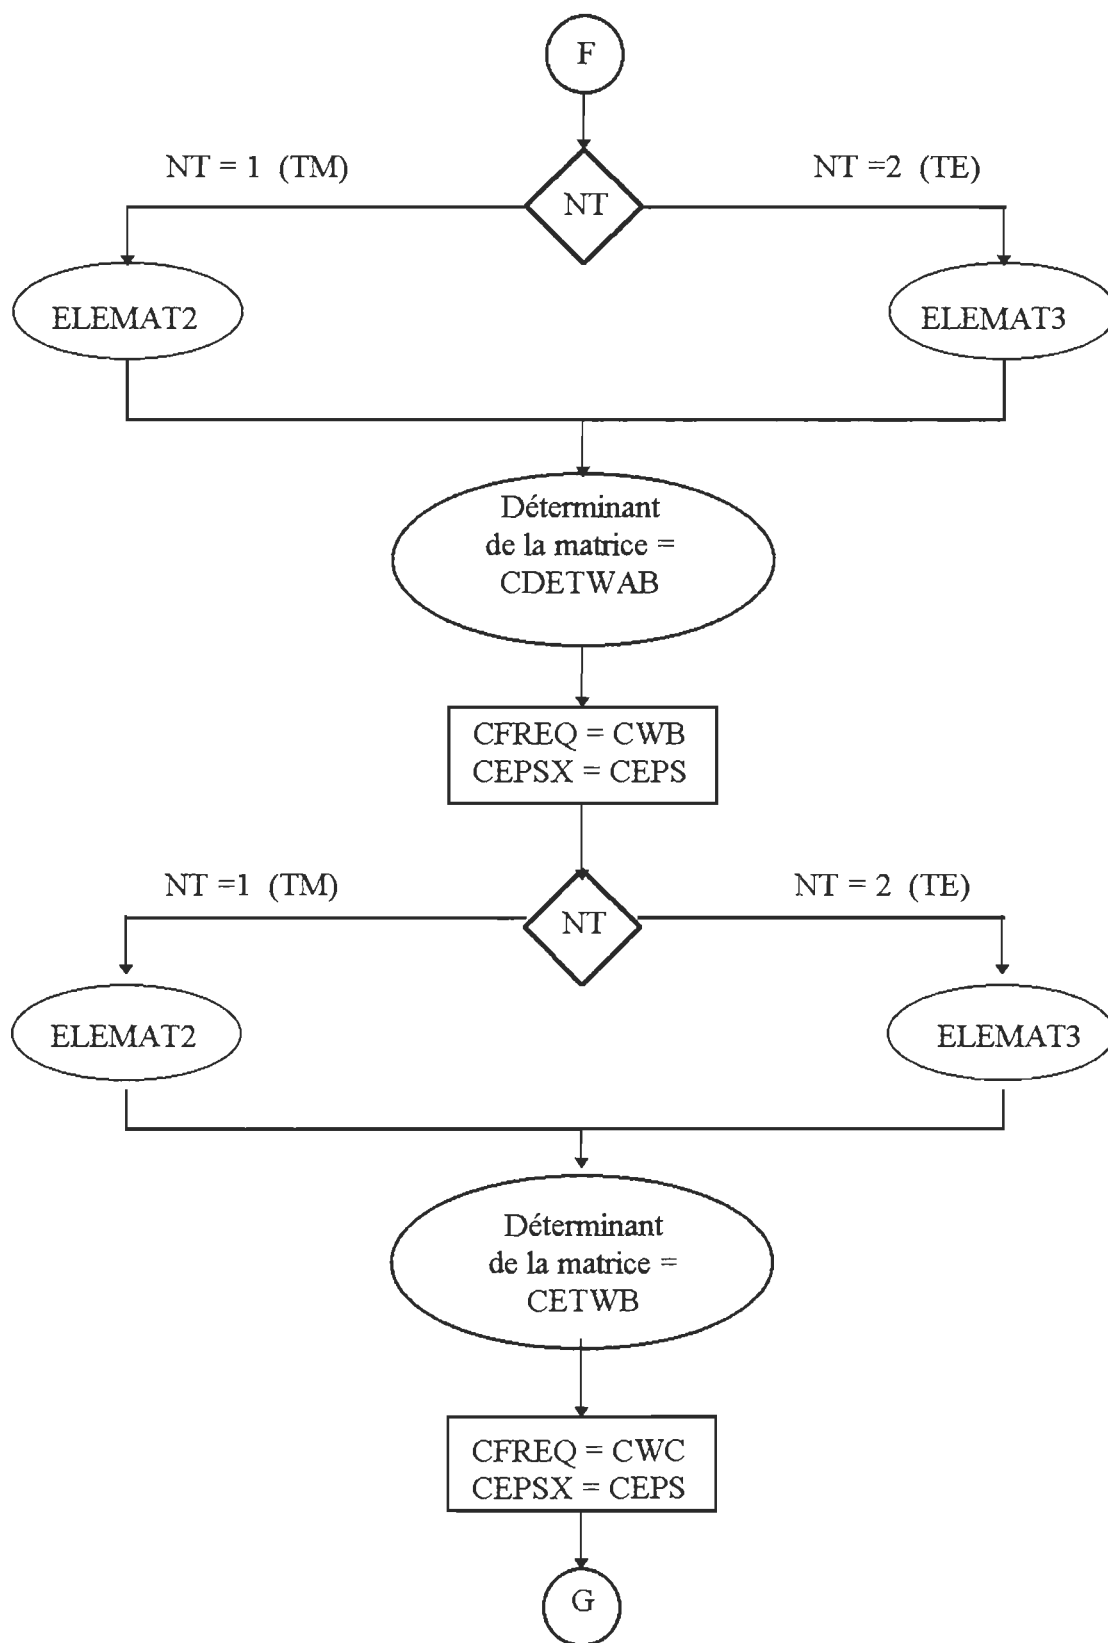 F
NT = 1 (TM)
NT =2 (TE)
NT
ELEMAT2
ELEMAT3
Déterminant
de la matrice =
CDETWAB
CFREQ = CWB
CEPSX = CEPS
NT =1 (TM)
NT = 2 (TE)
NT
ELEMAT2
ELEMAT3
Déterminant
de la matrice =
CETWB
CFREQ = CWC
CEPSX = CEPS
G